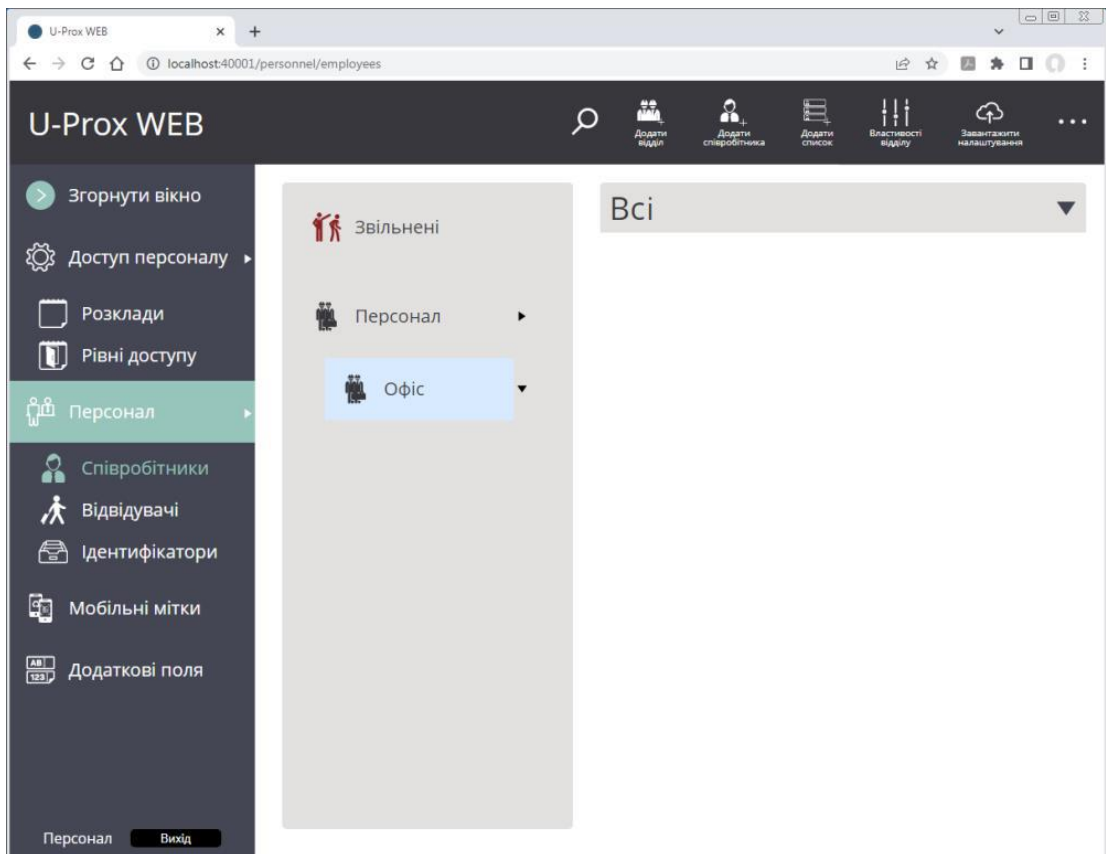 U-Prox WEB
localhost:40001/personnel/employees
U-Prox WEB
Додати
відділ
Додати
співробітника
Додати
список
Властивості
відділу
Завантажити
налаштування
Згорнути вікно
Доступ персоналу
Розклади
Рівні доступу
Персонал
Співробітники
Відвідувачі
Ідентифікатори
Мобільні мітки
AB
123
Додаткові поля
Персонал
Вихід
Звільнені
Персонал
Офіс
Всі